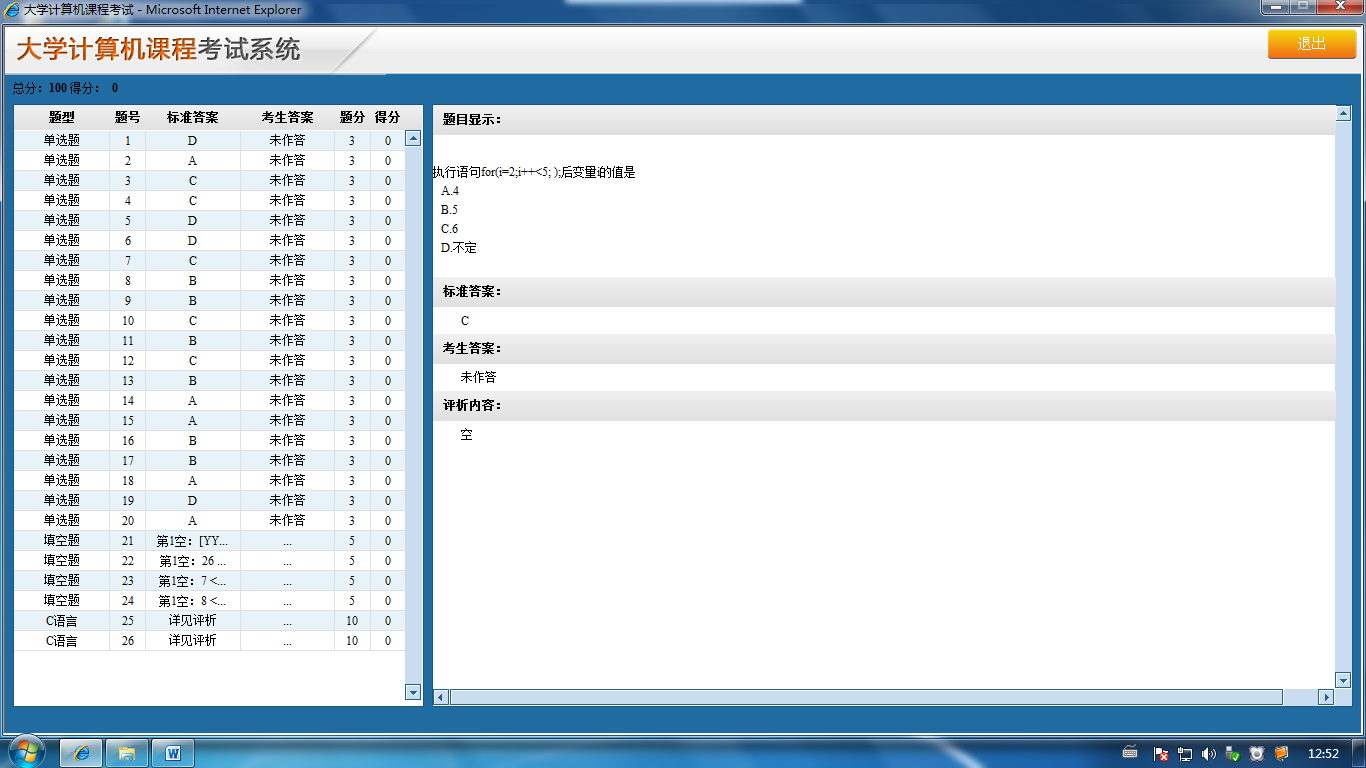 大学计算机课程考试 - Microsoft Internet Explorer
大学计算机课程考试系统
退出
总分：100 得分： 0
题型 题号 标准答案 考生答案 题分 得分
单选题 1 D 未作答 3 0
单选题 2 A 未作答 3 0
单选题 3 C 未作答 3 0
单选题 4 C 未作答 3 0
单选题 5 D 未作答 3 0
单选题 6 D 未作答 3 0
单选题 7 C 未作答 3 0
单选题 8 B 未作答 3 0
单选题 9 B 未作答 3 0
单选题 10 C 未作答 3 0
单选题 11 B 未作答 3 0
单选题 12 C 未作答 3 0
单选题 13 B 未作答 3 0
单选题 14 A 未作答 3 0
单选题 15 A 未作答 3 0
单选题 16 B 未作答 3 0
单选题 17 B 未作答 3 0
单选题 18 A 未作答 3 0
单选题 19 D 未作答 3 0
单选题 20 A 未作答 3 0
填空题 21 第1空：[YY... ... 5 0
填空题 22 第1空：26 ... ... 5 0
填空题 23 第1空：7 <... ... 5 0
填空题 24 第1空：8 <... ... 5 0
C语言 25 详见评析 ... 10 0
C语言 26 详见评析 ... 10 0
题目显示：
执行语句for(i=2;i++<5; );后变量i的值是
A.4
B.5
C.6
D.不定
标准答案：
C
考生答案：
未作答
评析内容：
空
12:52